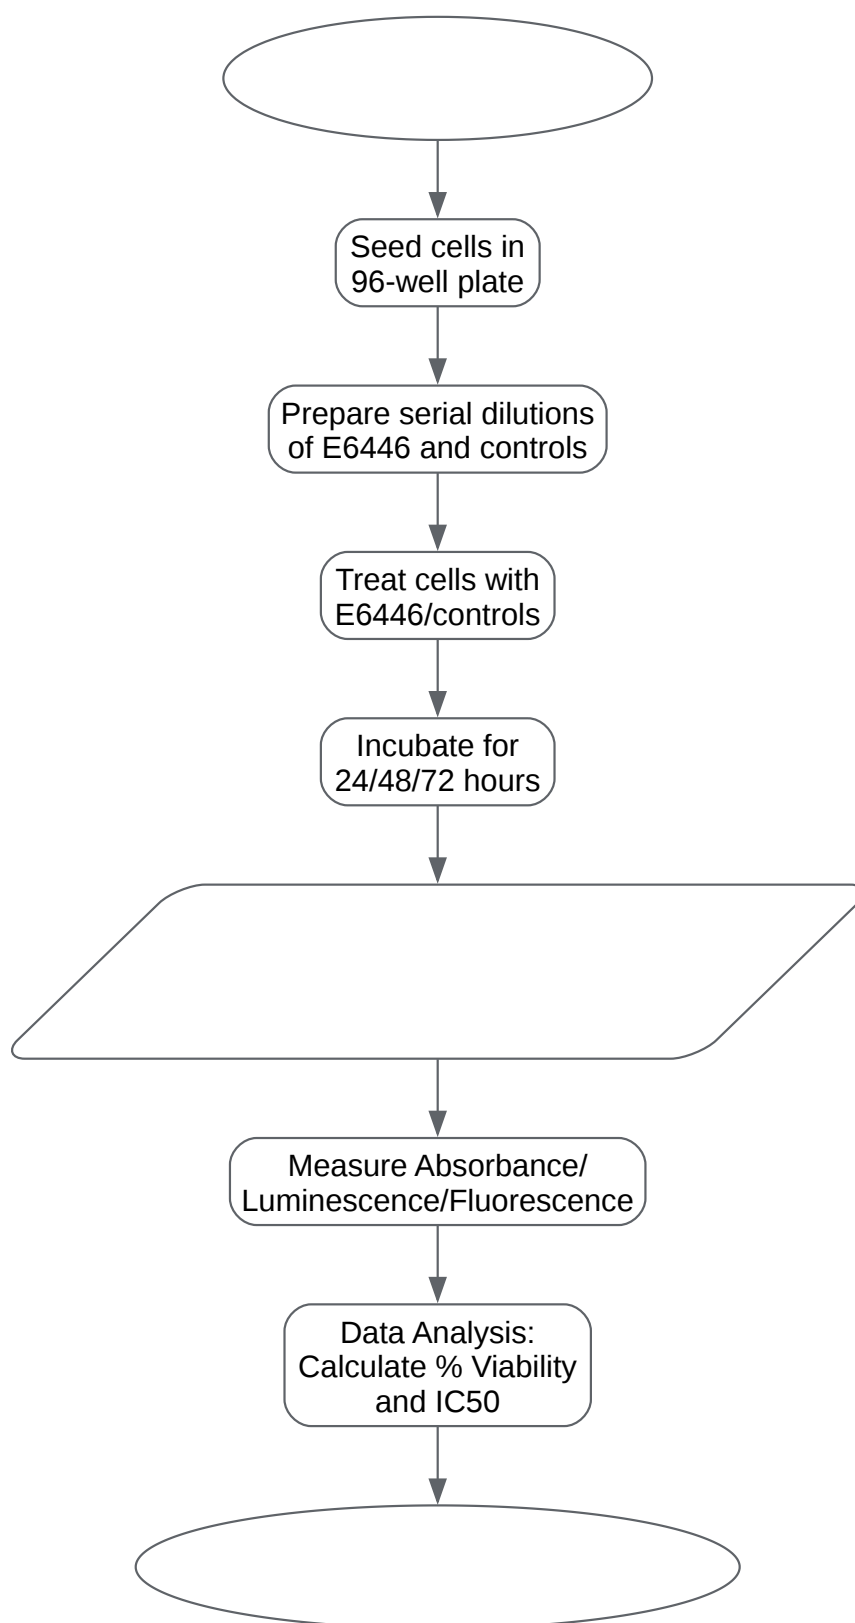 Seed cells in
96-well plate
Prepare serial dilutions
of E6446 and controls
Treat cells with
E6446/controls
Incubate for
24/48/72 hours
Measure Absorbance/
Luminescence/Fluorescence
Data Analysis:
Calculate % Viability
and IC50